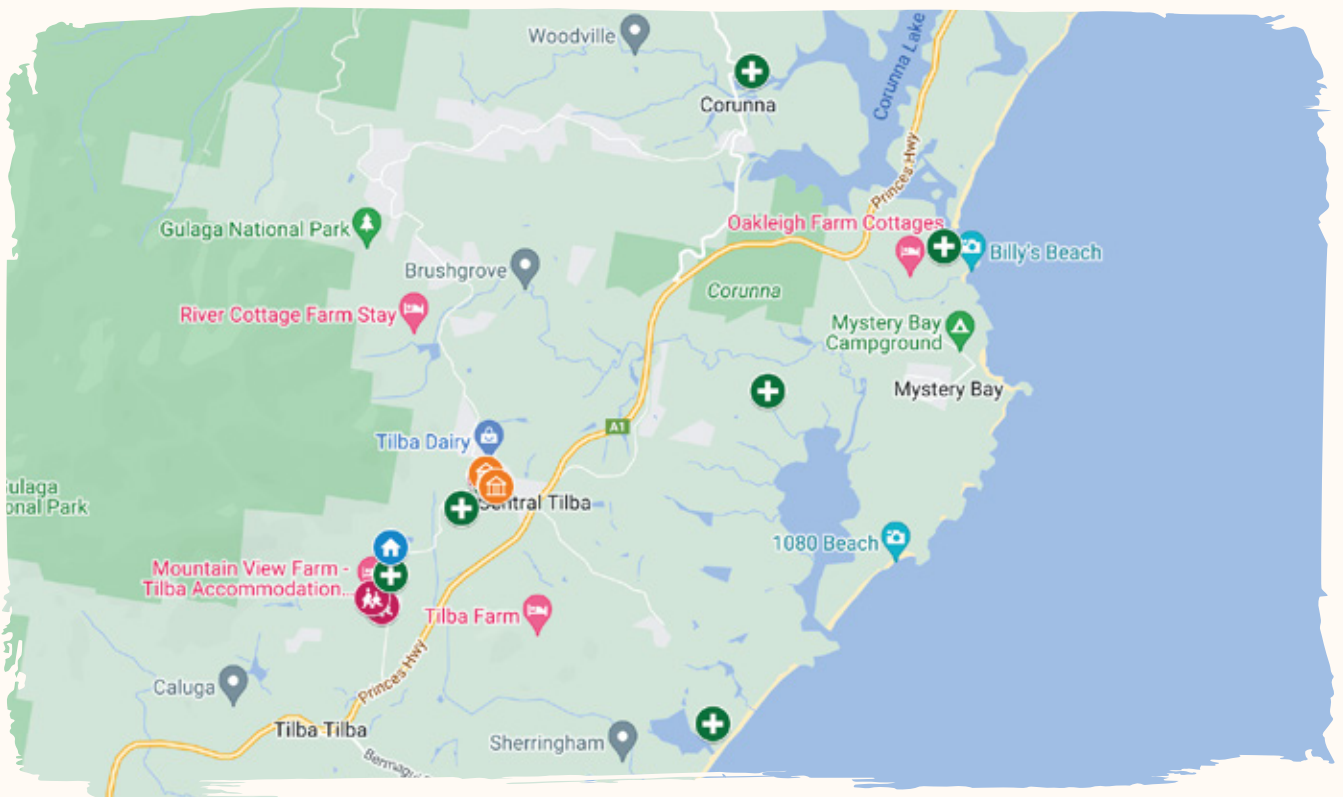 Woodville
Corunna
Corunna Lake
Princes Hwy
Oakleigh Farm Cottages
Gulaga National Park
Billy's Beach
Brushgrove
Corunna
River Cottage Farm Stay
Mystery Bay
Campground
Mystery Bay
A1
Tilba Dairy
ulaga
onal Park
Central Tilba
1080 Beach
Mountain View Farm -
Tilba Accommodation...
Tilba Farm
Princes Hwy
Caluga
Tilba Tilba
Sherringham